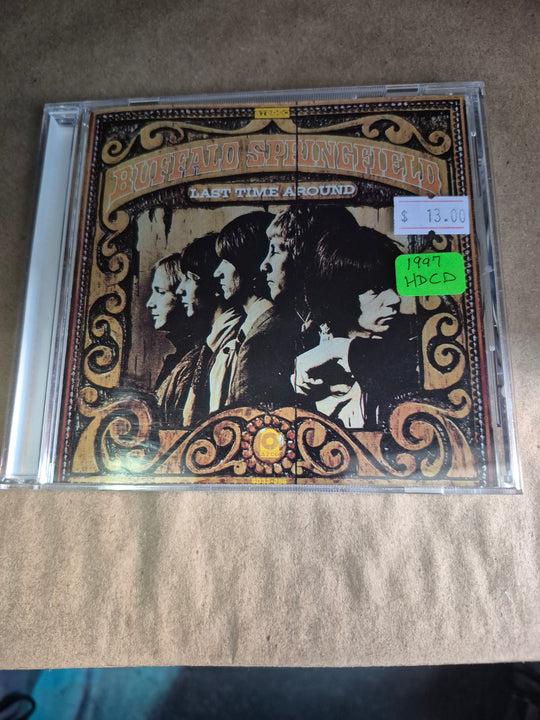 BUFFALO SPRINGFIELD
LAST TIME AROUND
$ 13.00
1997
HDCD